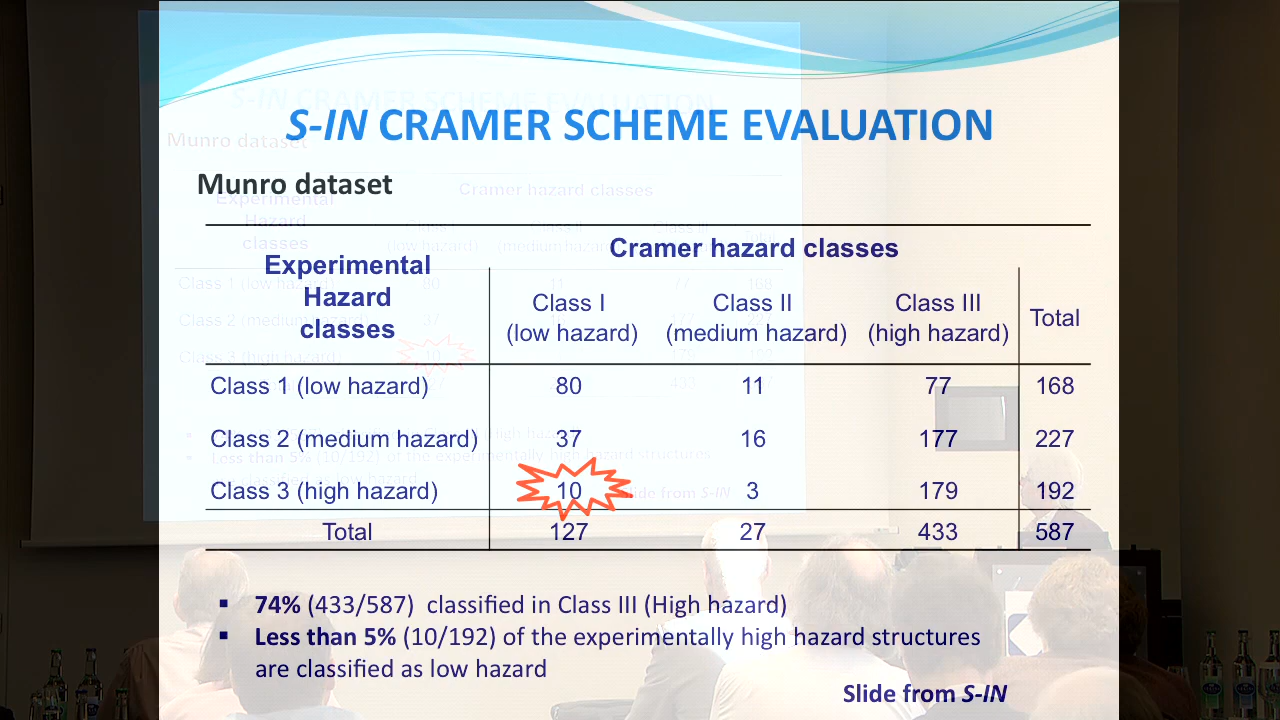 S-IN CRAMER SCHEME EVALUATION
Munro dataset
Experimental Hazard classes
Cramer hazard classes
Class I (low hazard) Class II (medium hazard) Class III (high hazard) Total
Class 1 (low hazard) 80 11 77 168
Class 2 (medium hazard) 37 16 177 227
Class 3 (high hazard) 10 3 179 192
Total 127 27 433 587
▪ 74% (433/587) classified in Class III (High hazard)
▪ Less than 5% (10/192) of the experimentally high hazard structures
are classified as low hazard
Slide from S-IN